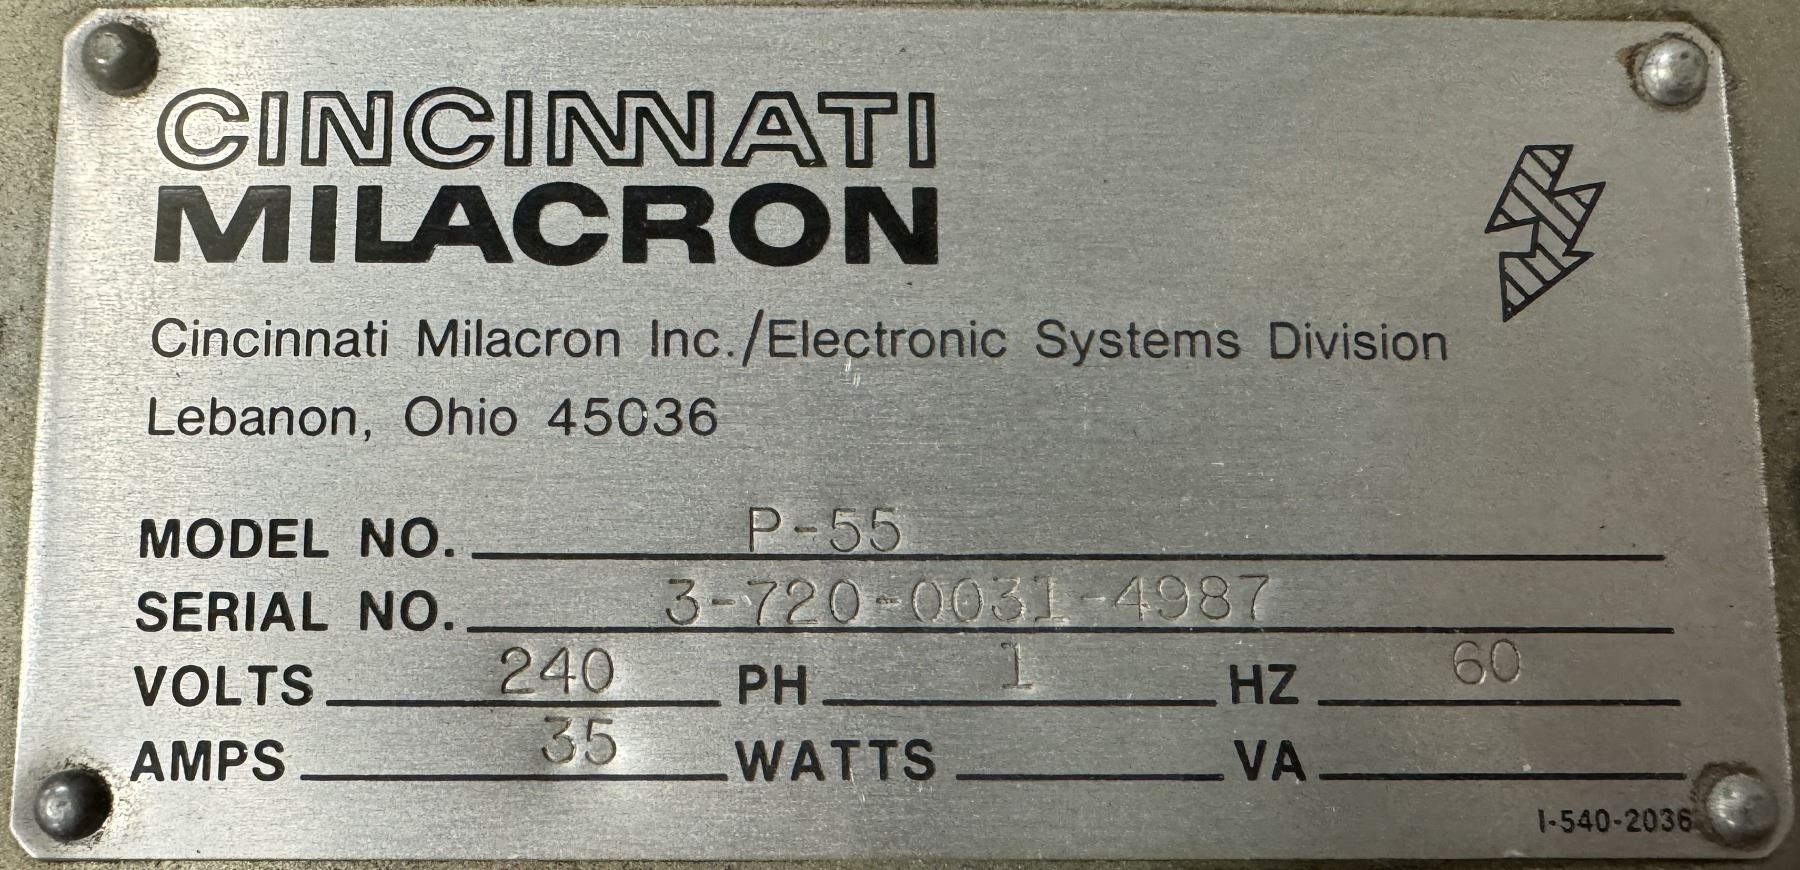 CINCINNATI
MILACRON
Cincinnati Milacron Inc./Electronic Systems Division
Lebanon, Ohio 45036
MODEL NO. P-55
SERIAL NO. 3-720-0031-4987
VOLTS 240 PH 1 HZ 60
AMPS 35 WATTS VA
I-540-2036